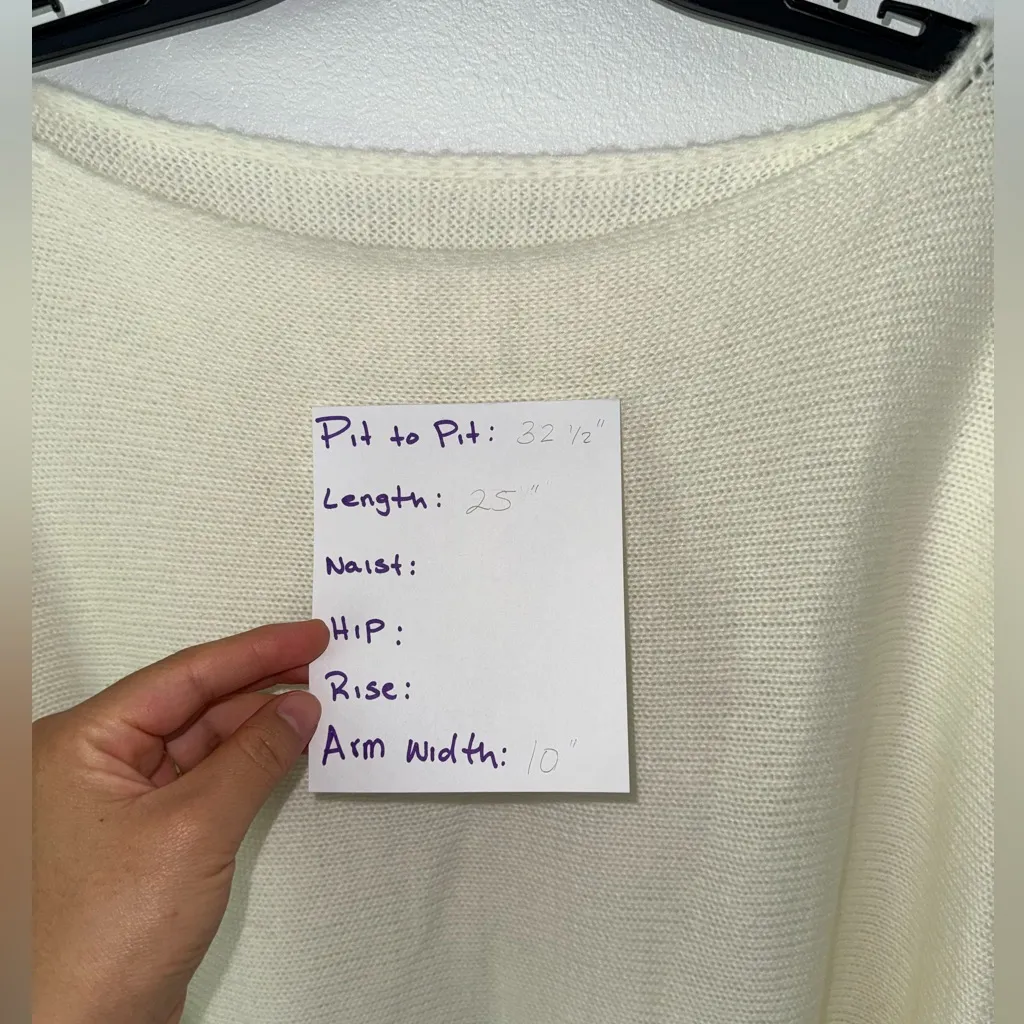 Pit to Pit: 32 1/2"
Length: 25"
Waist:
Hip:
Rise:
Arm Width: 10"